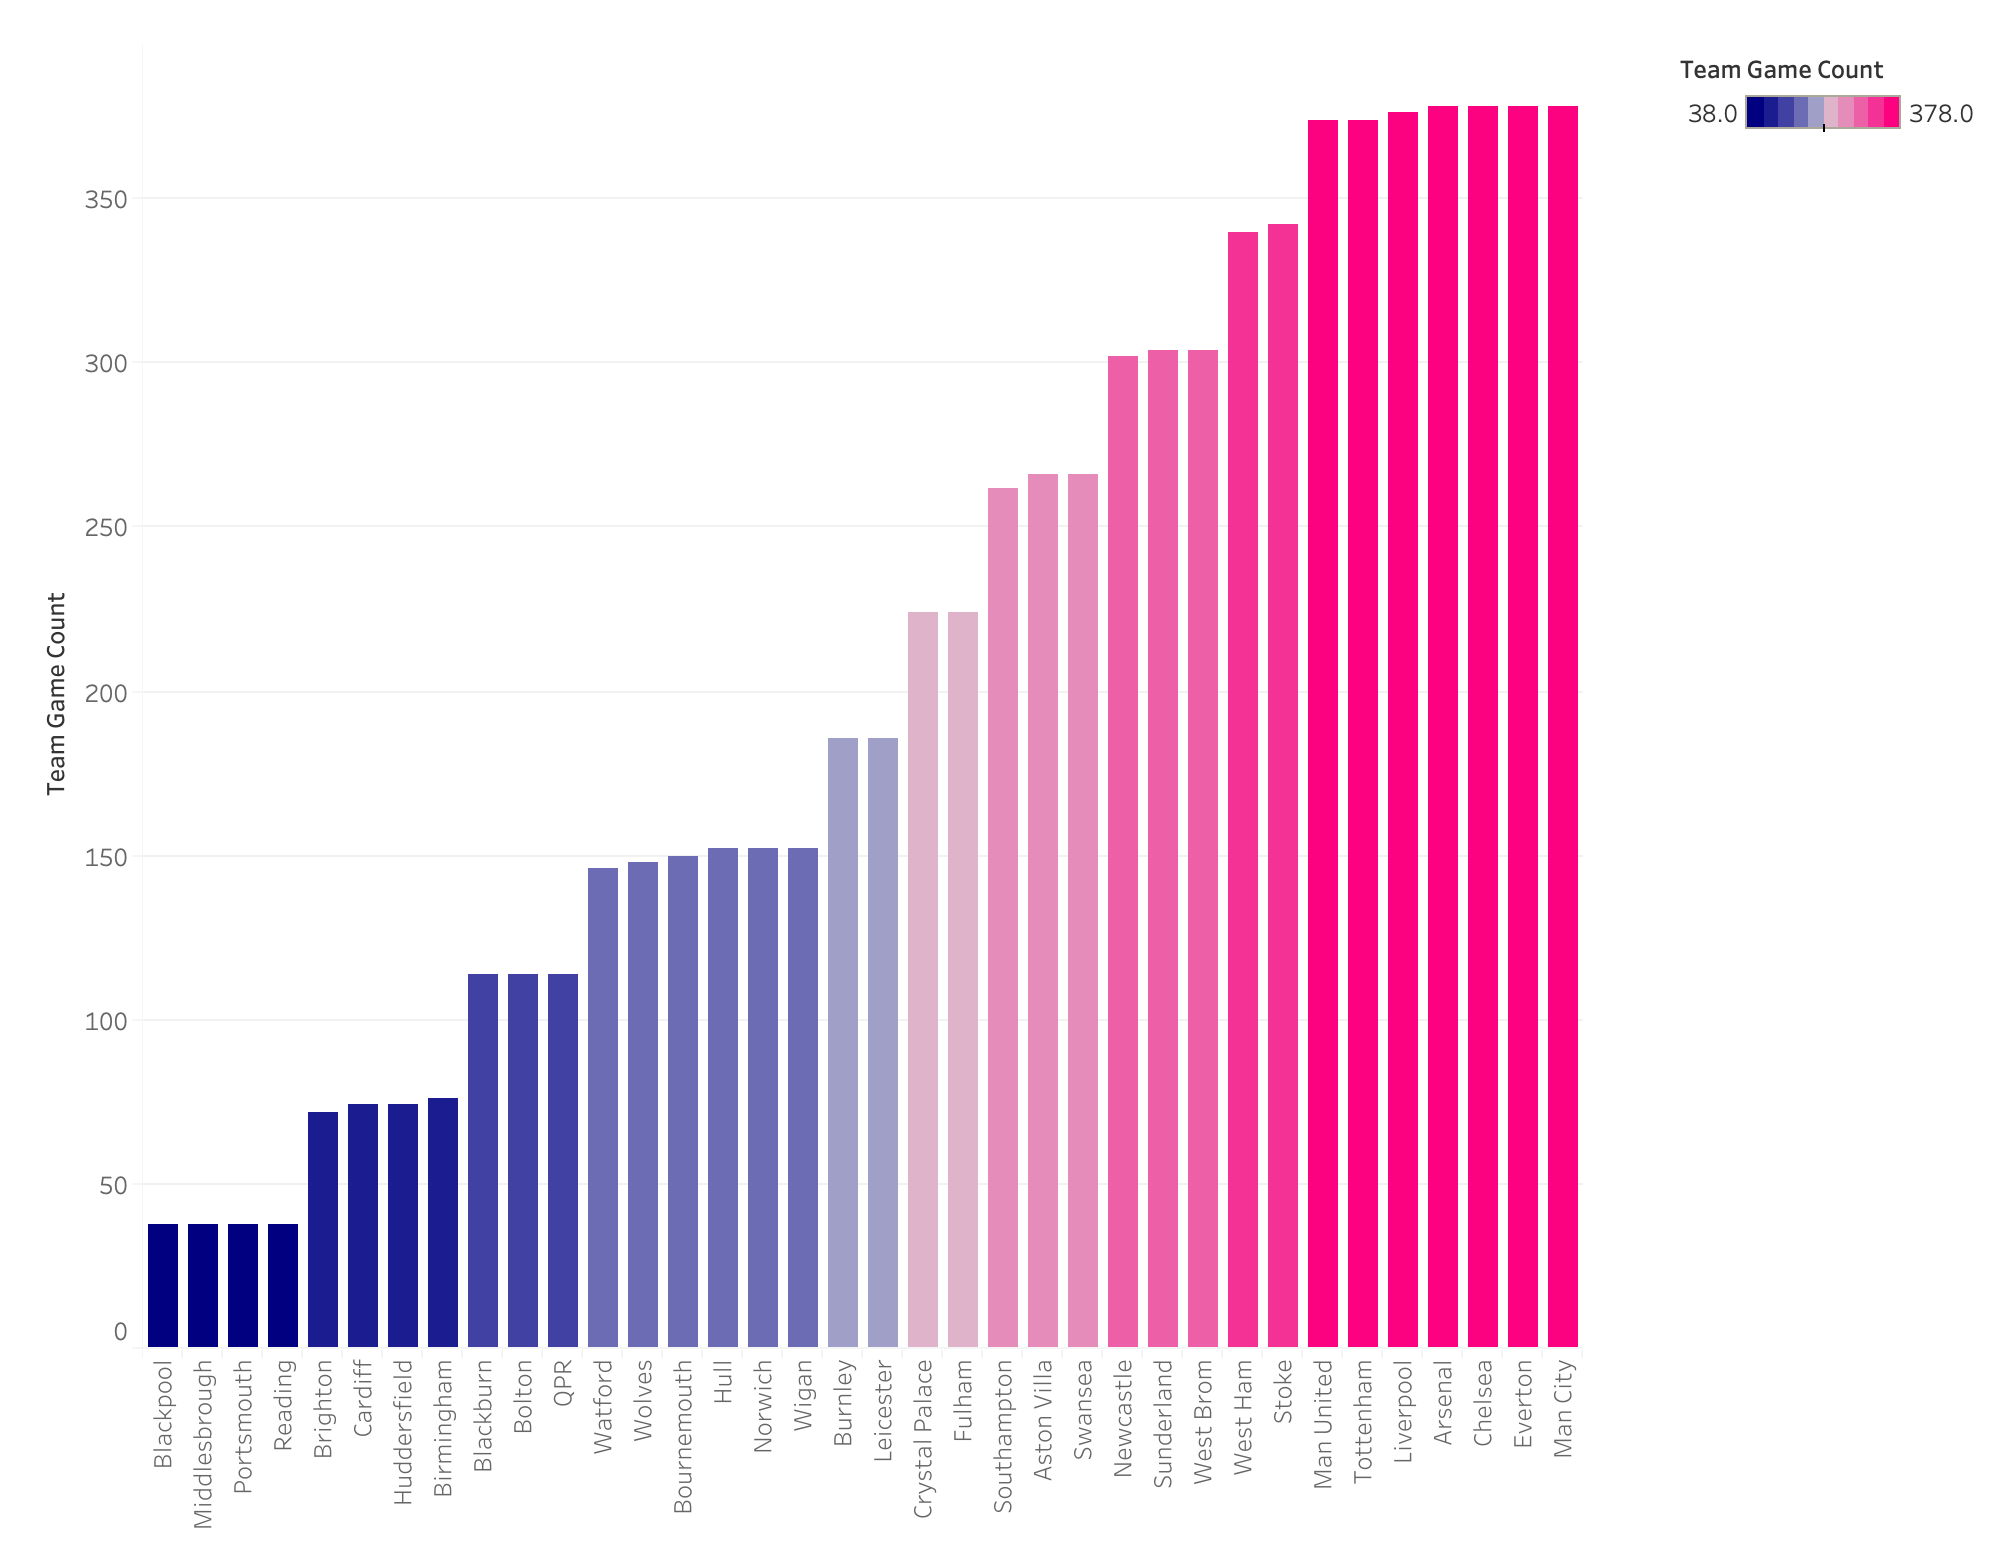 Team Game Count
38.0 378.0
Team Game Count
350
300
250
200
150
100
50
0
Blackpool
Middlesbrough
Portsmouth
Reading
Brighton
Cardiff
Huddersfield
Birmingham
Blackburn
Bolton
QPR
Watford
Wolves
Bournemouth
Hull
Norwich
Wigan
Burnley
Leicester
Crystal Palace
Fulham
Southampton
Aston Villa
Swansea
Newcastle
Sunderland
West Brom
West Ham
Stoke
Man United
Tottenham
Liverpool
Arsenal
Chelsea
Everton
Man City